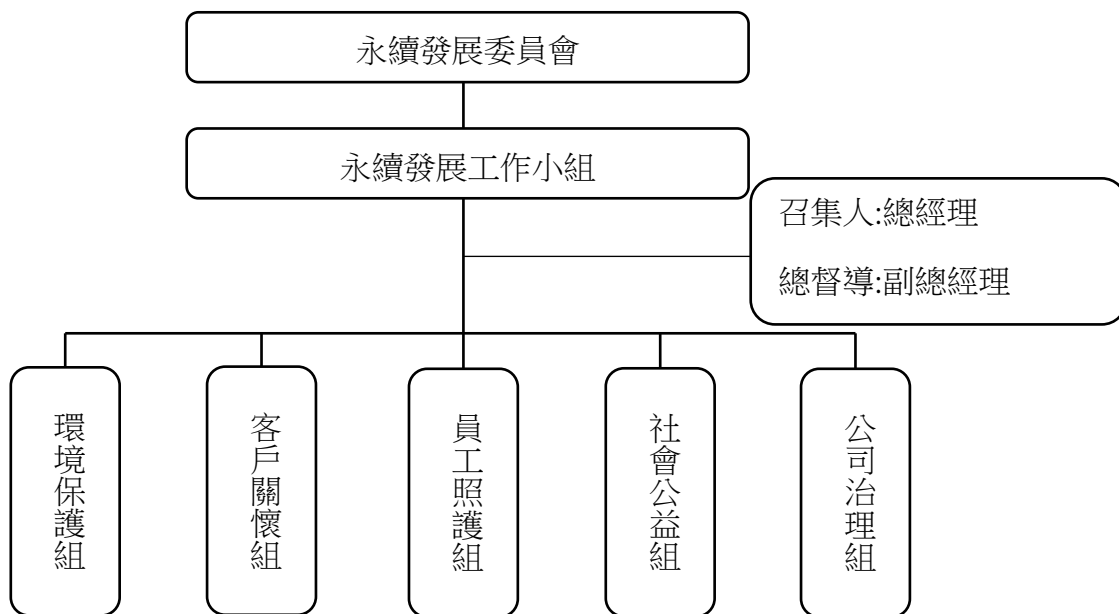 永續發展委員會
永續發展工作小組
召集人:總經理
總督導:副總經理
環境保護組
客戶關懷組
員工照護組
社會公益組
公司治理組